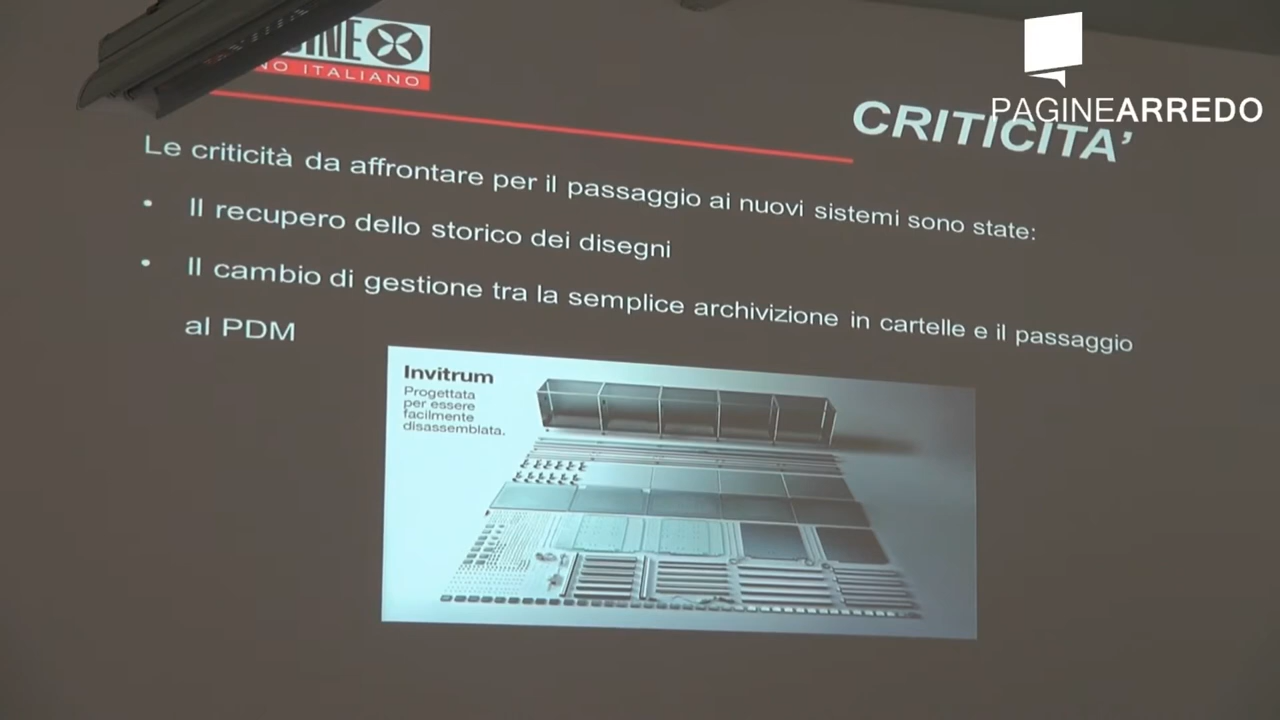 ITALIANO
PAGINEARREDO
CRITICITA'
Le criticità da affrontare per il passaggio ai nuovi sistemi sono state:
• Il recupero dello storico dei disegni
• Il cambio di gestione tra la semplice archivizione in cartelle e il passaggio
al PDM
Invitrum
Progettata
per essere
facilmente
disassemblata.